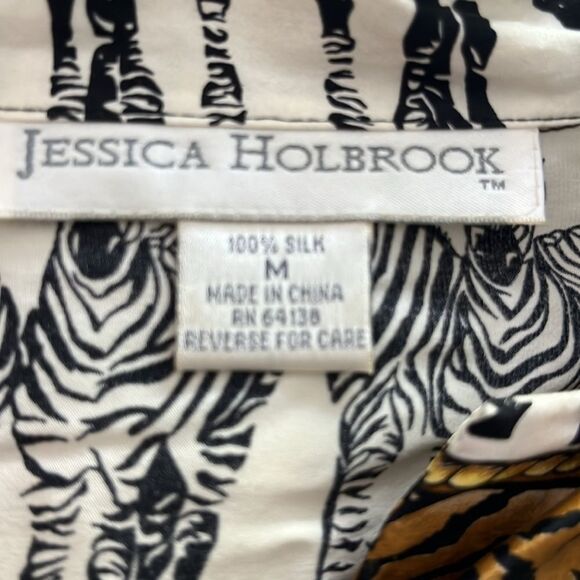 JESSICA HOLBROOK ™
100% SILK
M
MADE IN CHINA
RN 64138
REVERSE FOR CARE